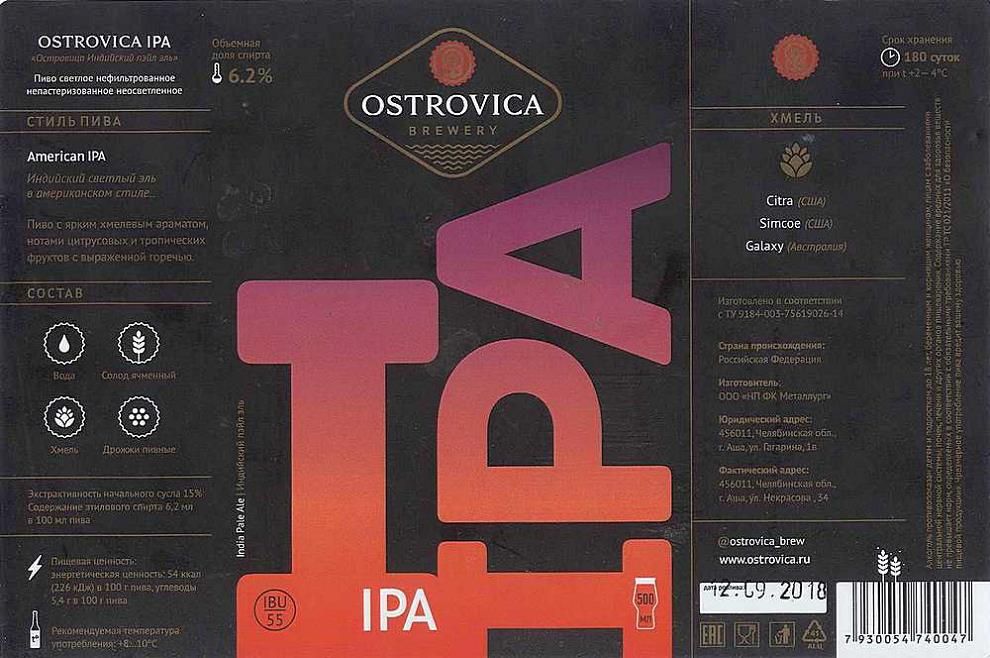 OSTROVICA IPA
«Островица Индийский пэйл эль»
Пиво светлое нефильтрованное
непастеризованное неосветленное
СТИЛЬ ПИВА
American IPA
Индийский светлый эль
в американском стиле..
Пиво с ярким хмелевым араматом,
нотами цитрусовых и тропических
фруктов с выраженной горечью.
СОСТАВ
Вода
Солод ячменный
Хмель
Дрожжи пивные
Экстрактивность начального сусла 15%
Содержание этилового спирта 6,2 мл
в 100 мл пива
Пищевая ценность:
энергетическая ценность: 54 ккал
(226 кДж) в 100 г пива, углеводы
5,4 г в 100 г пива
t°
Рекомендуемая температура
употребления: +8...10°С
Объемная
доля спирта
6.2%
OSTROVICA
BREWERY
IPA
India Pale Ale | Индийский пэйл эль
IBU
55
IPA
500
МЛ
Срок хранения
180 суток
при t +2— 4°С
ХМЕЛЬ
Citra (США)
Simcoe (США)
Galaxy (Австралия)
Изготовлено в соответствии
с ТУ 9184-003-75619026-14
Страна происхождения:
Российская Федерация
Изготовитель:
ООО «НП ФК Металлург»
Юридический адрес:
456011, Челябинская обл.,
г. Аша, ул. Гагарина, 1в
Фактический адрес:
456011, Челябинская обл.,
г. Аша, ул. Некрасова , 34
@ostrovica_brew
www.ostrovica.ru
дата розлива:
12.09.2018
EAC
41
ALU
7 930054 740047